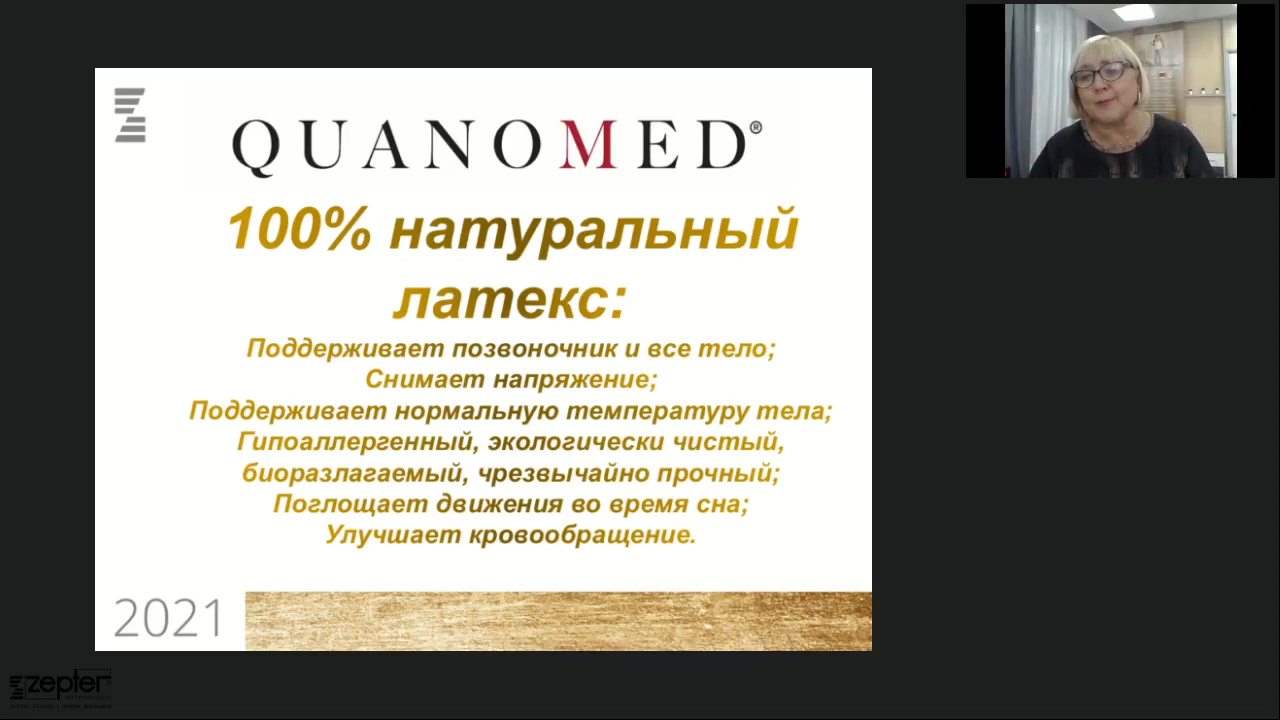 QUANOMED®
100% натуральный
латекс:
Поддерживает позвоночник и все тело;
Снимает напряжение;
Поддерживает нормальную температуру тела;
Гипоаллергенный, экологически чистый,
биоразлагаемый, чрезвычайно прочный;
Поглощает движения во время сна;
Улучшает кровообращение.
2021
zepter